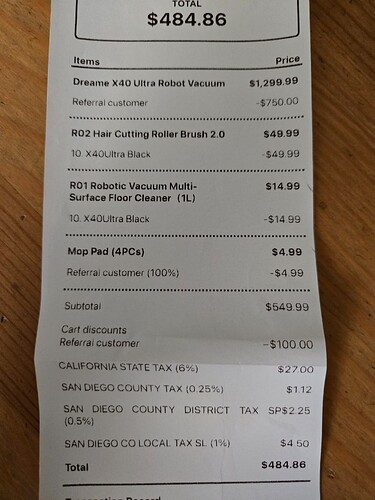 TOTAL
$484.86
Items Price
Dreame X40 Ultra Robot Vacuum $1,299.99
Referral customer -$750.00
R02 Hair Cutting Roller Brush 2.0 $49.99
10. X40Ultra Black -$49.99
R01 Robotic Vacuum Multi- $14.99
Surface Floor Cleaner (1L)
10. X40Ultra Black -$14.99
Mop Pad (4PCs) $4.99
Referral customer (100%) -$4.99
Subtotal $549.99
Cart discounts
Referral customer -$100.00
CALIFORNIA STATE TAX (6%) $27.00
SAN DIEGO COUNTY TAX (0.25%) $1.12
SAN DIEGO COUNTY DISTRICT TAX SP$2.25
(0.5%)
SAN DIEGO CO LOCAL TAX SL (1%) $4.50
Total $484.86